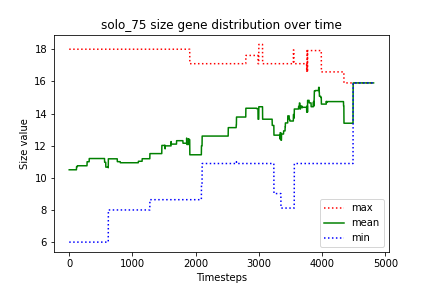 solo_75 size gene distribution over time
Size value
18
16
14
12
10
8
6
0
1000
2000
3000
4000
5000
Timesteps
max
mean
min